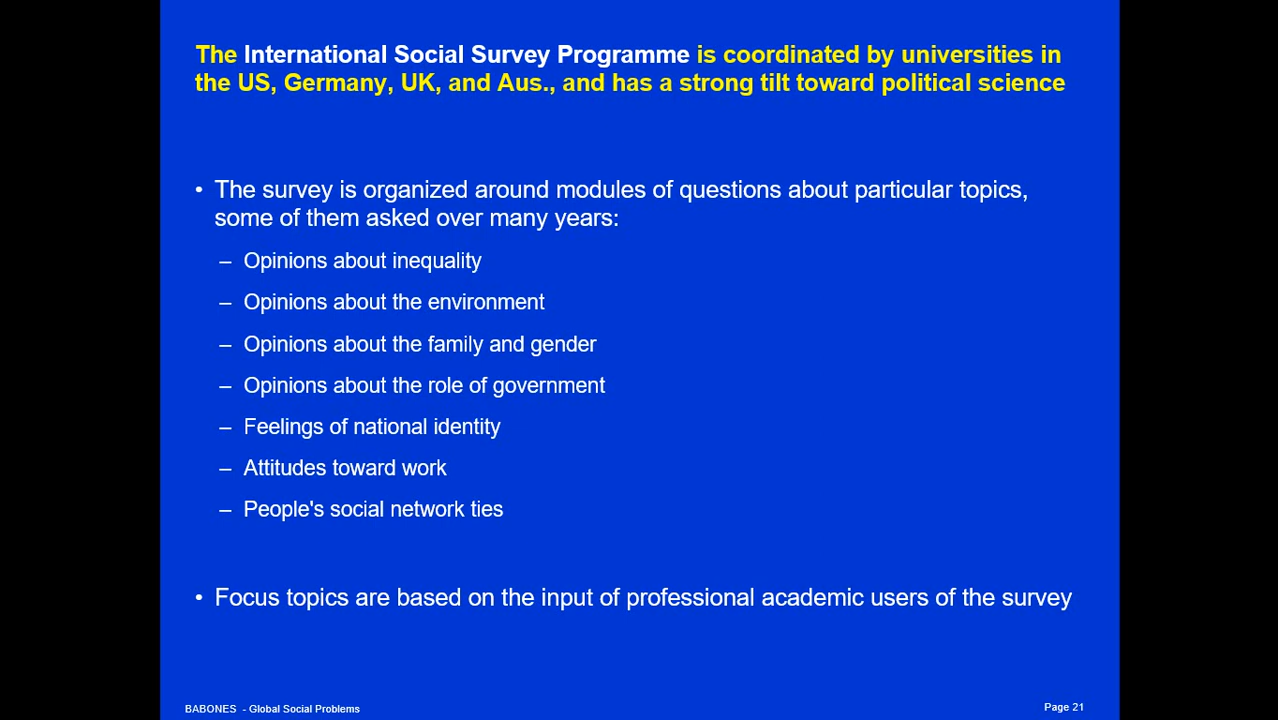 The International Social Survey Programme is coordinated by universities in
the US, Germany, UK, and Aus., and has a strong tilt toward political science
• The survey is organized around modules of questions about particular topics,
some of them asked over many years:
– Opinions about inequality
– Opinions about the environment
– Opinions about the family and gender
– Opinions about the role of government
– Feelings of national identity
– Attitudes toward work
– People's social network ties
• Focus topics are based on the input of professional academic users of the survey
BABONES - Global Social Problems
Page 21